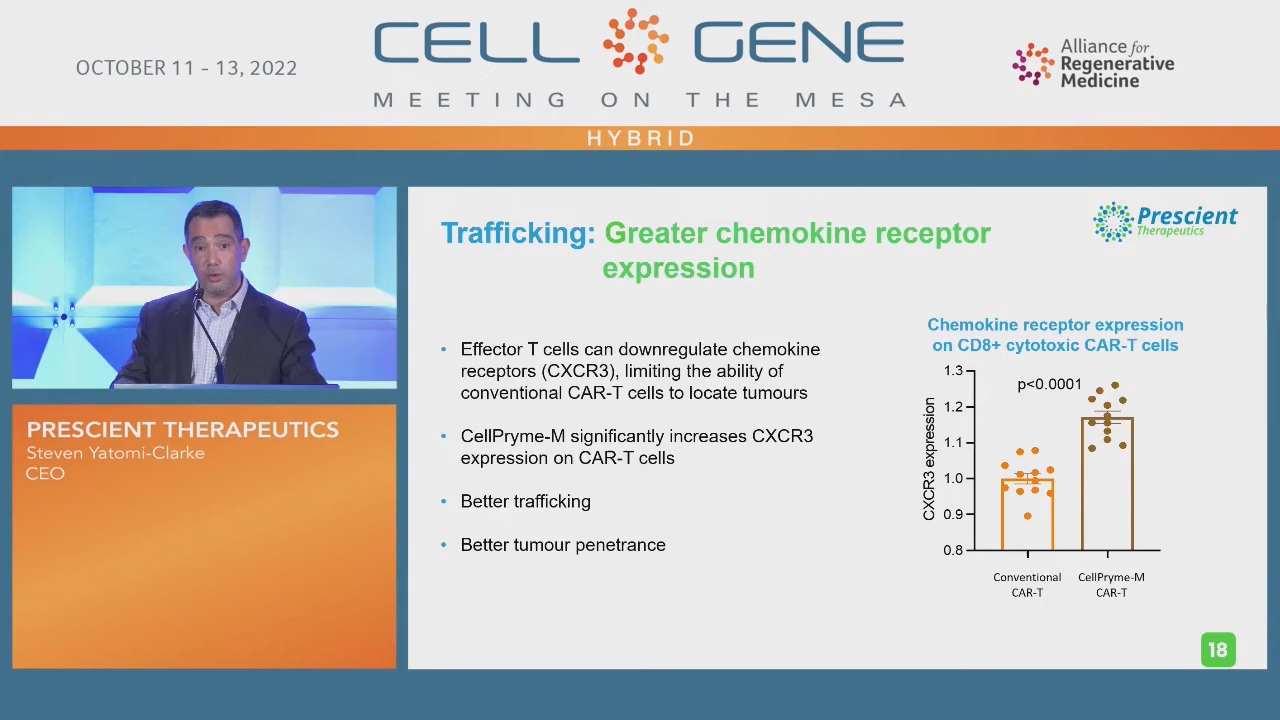 OCTOBER 11 - 13, 2022
CELL GENE
MEETING ON THE MESA
Alliance for
Regenerative
Medicine
HYBRID
PRESCIENT THERAPEUTICS
Steven Yatomi-Clarke
CEO
Trafficking: Greater chemokine receptor
expression
Prescient
Therapeutics
• Effector T cells can downregulate chemokine
receptors (CXCR3), limiting the ability of
conventional CAR-T cells to locate tumours
• CellPryme-M significantly increases CXCR3
expression on CAR-T cells
• Better trafficking
• Better tumour penetrance
Chemokine receptor expression
on CD8+ cytotoxic CAR-T cells
p<0.0001
CXCR3 expression
1.3
1.2
1.1
1.0
0.9
0.8
Conventional
CAR-T
CellPryme-M
CAR-T
18